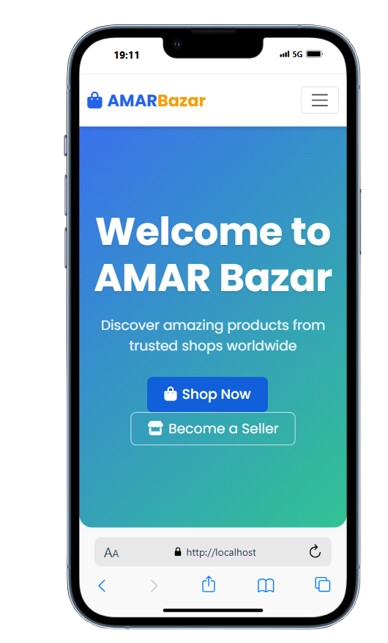 19:11
5G
AMARBazar
Welcome to
AMAR Bazar
Discover amazing products from
trusted shops worldwide
Shop Now
Become a Seller
AA
http://localhost